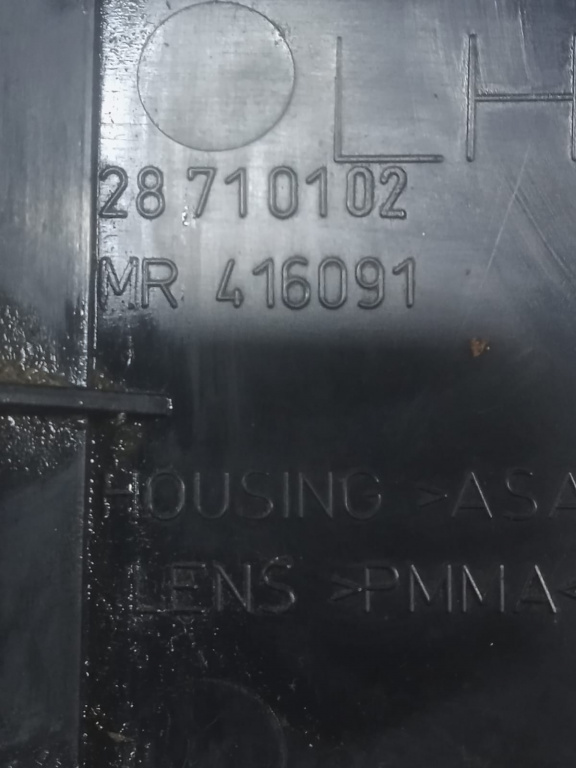 LH
28 710102
MR 416091
HOUSING >ASA
LENS >PMMA<